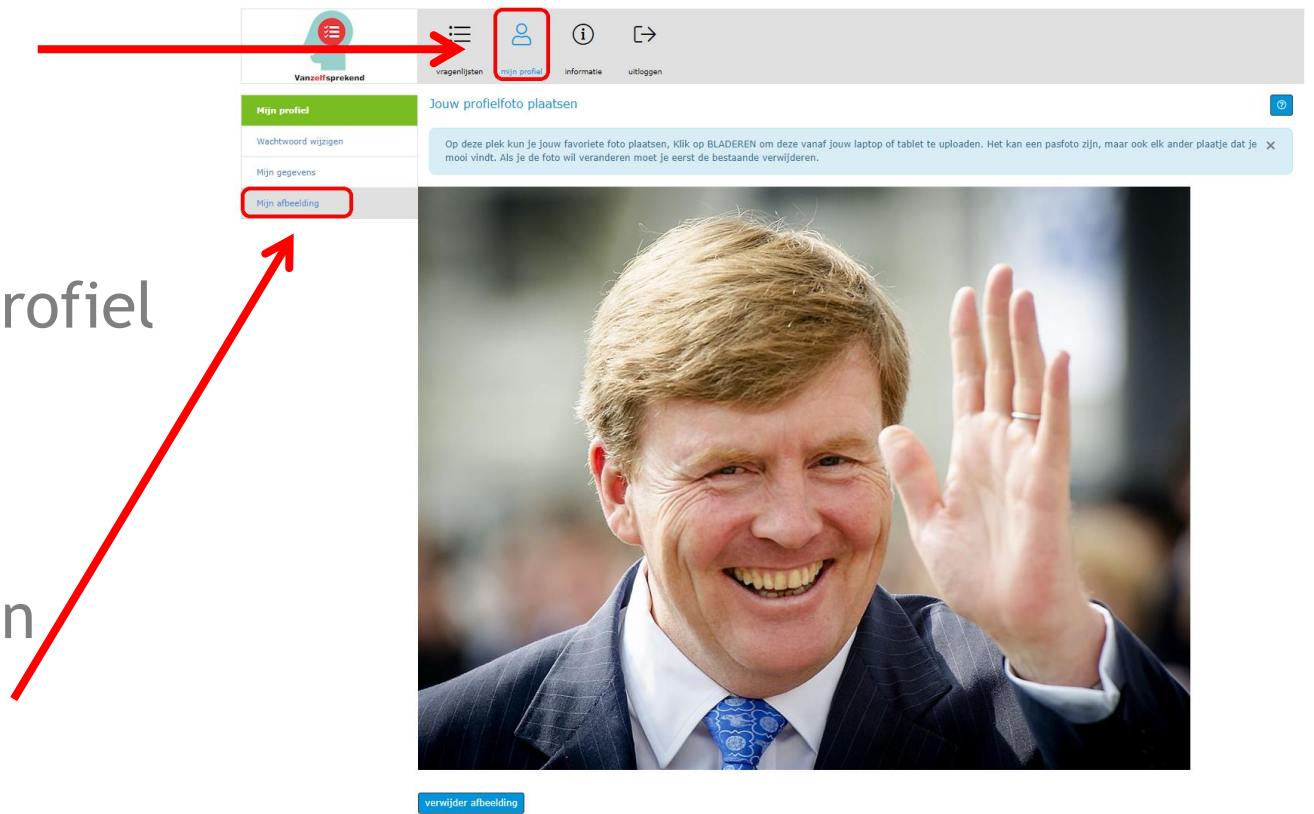 Vanzelfsprekend
vragenlijsten
mijn profiel
informatie
uitloggen
Mijn profiel
Wachtwoord wijzigen
Mijn gegevens
Mijn afbeelding
Jouw profielfoto plaatsen
Op deze plek kun je jouw favoriete foto plaatsen, Klik op BLADEREN om deze vanaf jouw laptop of tablet te uploaden. Het kan een pasfoto zijn, maar ook elk ander plaatje dat je
mooi vindt. Als je de foto wil veranderen moet je eerst de bestaande verwijderen.
rofiel
n
verwijder afbeelding